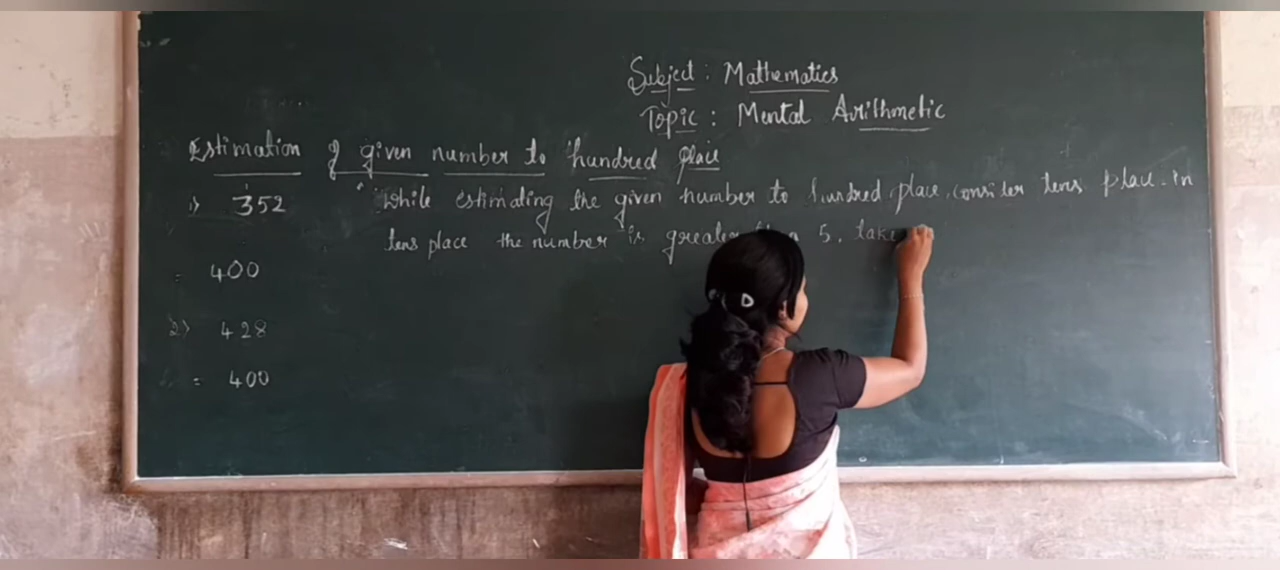 Subject : Mathematics
Topic : Mental Arithmetic
Estimation of given number to hundred place
1) 352
While estimating the given number to hundred place, consider tens place. in
tens place the number is greater than 5, take
= 400
2) 428
= 400